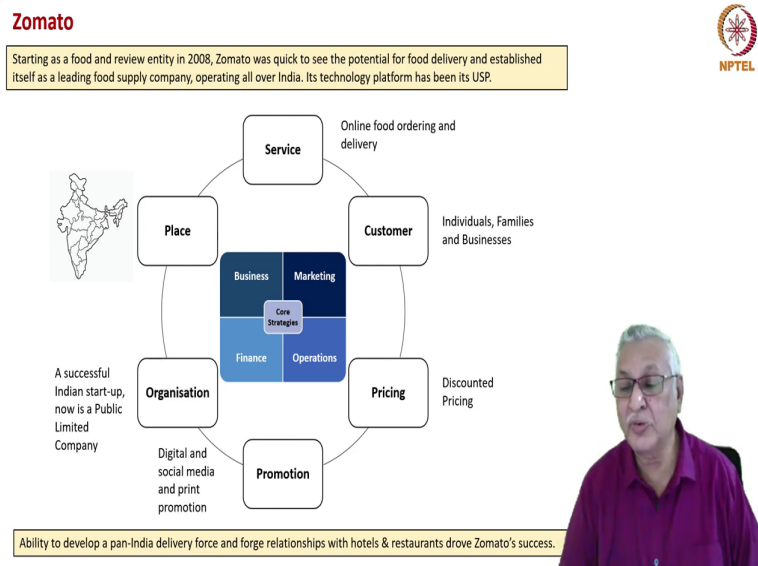 Zomato
NPTEL
Starting as a food and review entity in 2008, Zomato was quick to see the potential for food delivery and established
itself as a leading food supply company, operating all over India. Its technology platform has been its USP.
Service
Online food ordering and
delivery
Place
Customer
Individuals, Families
and Businesses
Business
Marketing
Core
Strategies
Finance
Operations
A successful
Indian start-up,
now is a Public
Limited
Company
Organisation
Pricing
Discounted
Pricing
Digital and
social media
and print
promotion
Promotion
Ability to develop a pan-India delivery force and forge relationships with hotels & restaurants drove Zomato's success.